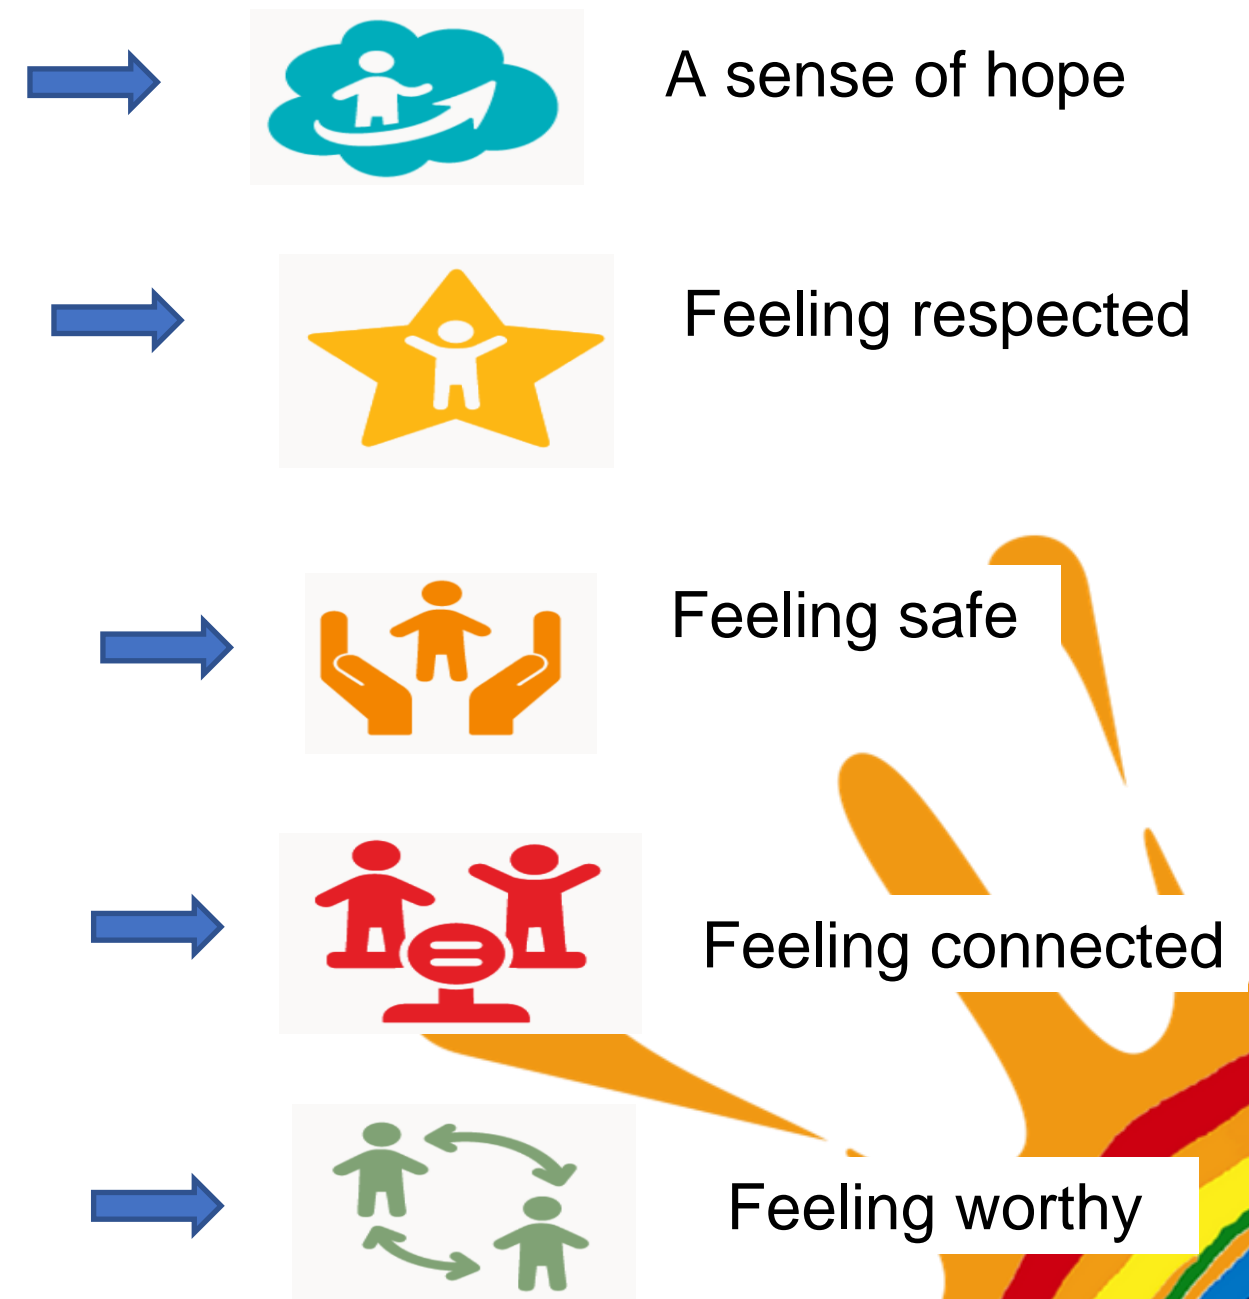 A sense of hope
Feeling respected
Feeling safe
Feeling connected
Feeling worthy